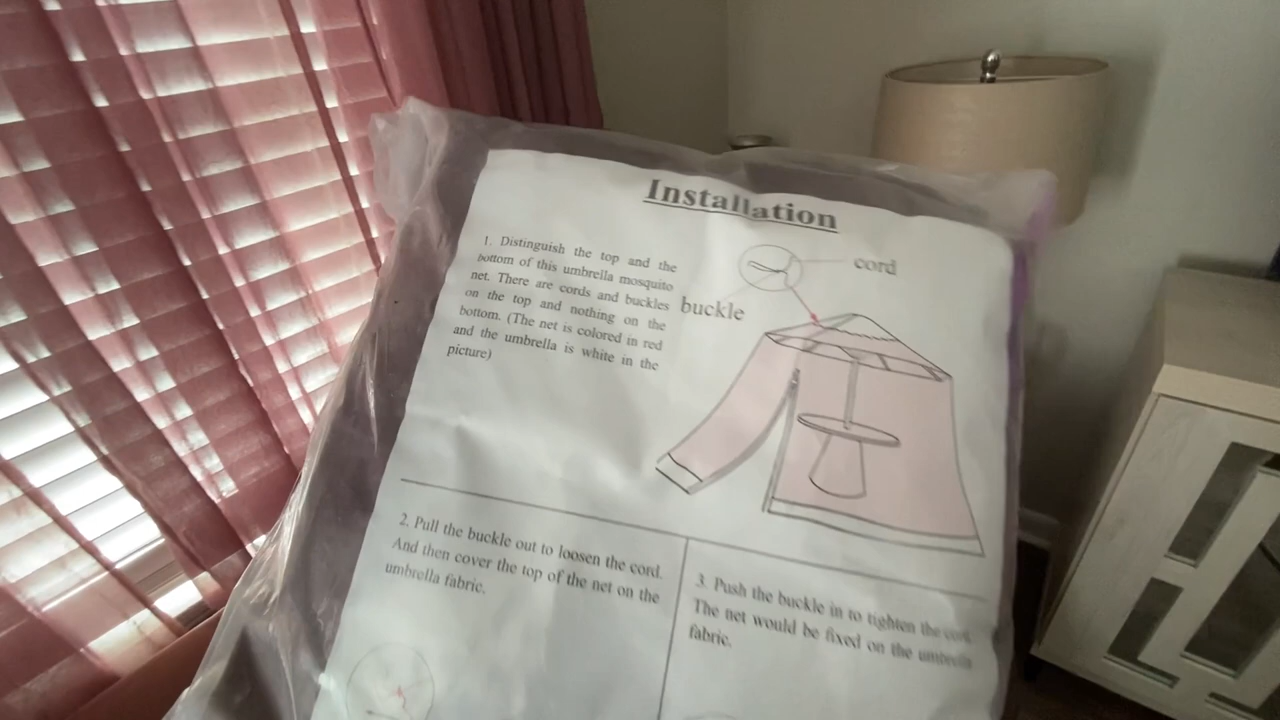 Installation
1. Distinguish the top and the
bottom of this umbrella mosquito
net. There are cords and buckles
on the top and nothing on the
bottom. (The net is colored in red
and the umbrella is white in the
picture)
cord
buckle
2. Pull the buckle out to loosen the cord.
And then cover the top of the net on the
umbrella fabric.
3. Push the buckle in to tighten the cord.
The net would be fixed on the umbrella
fabric.